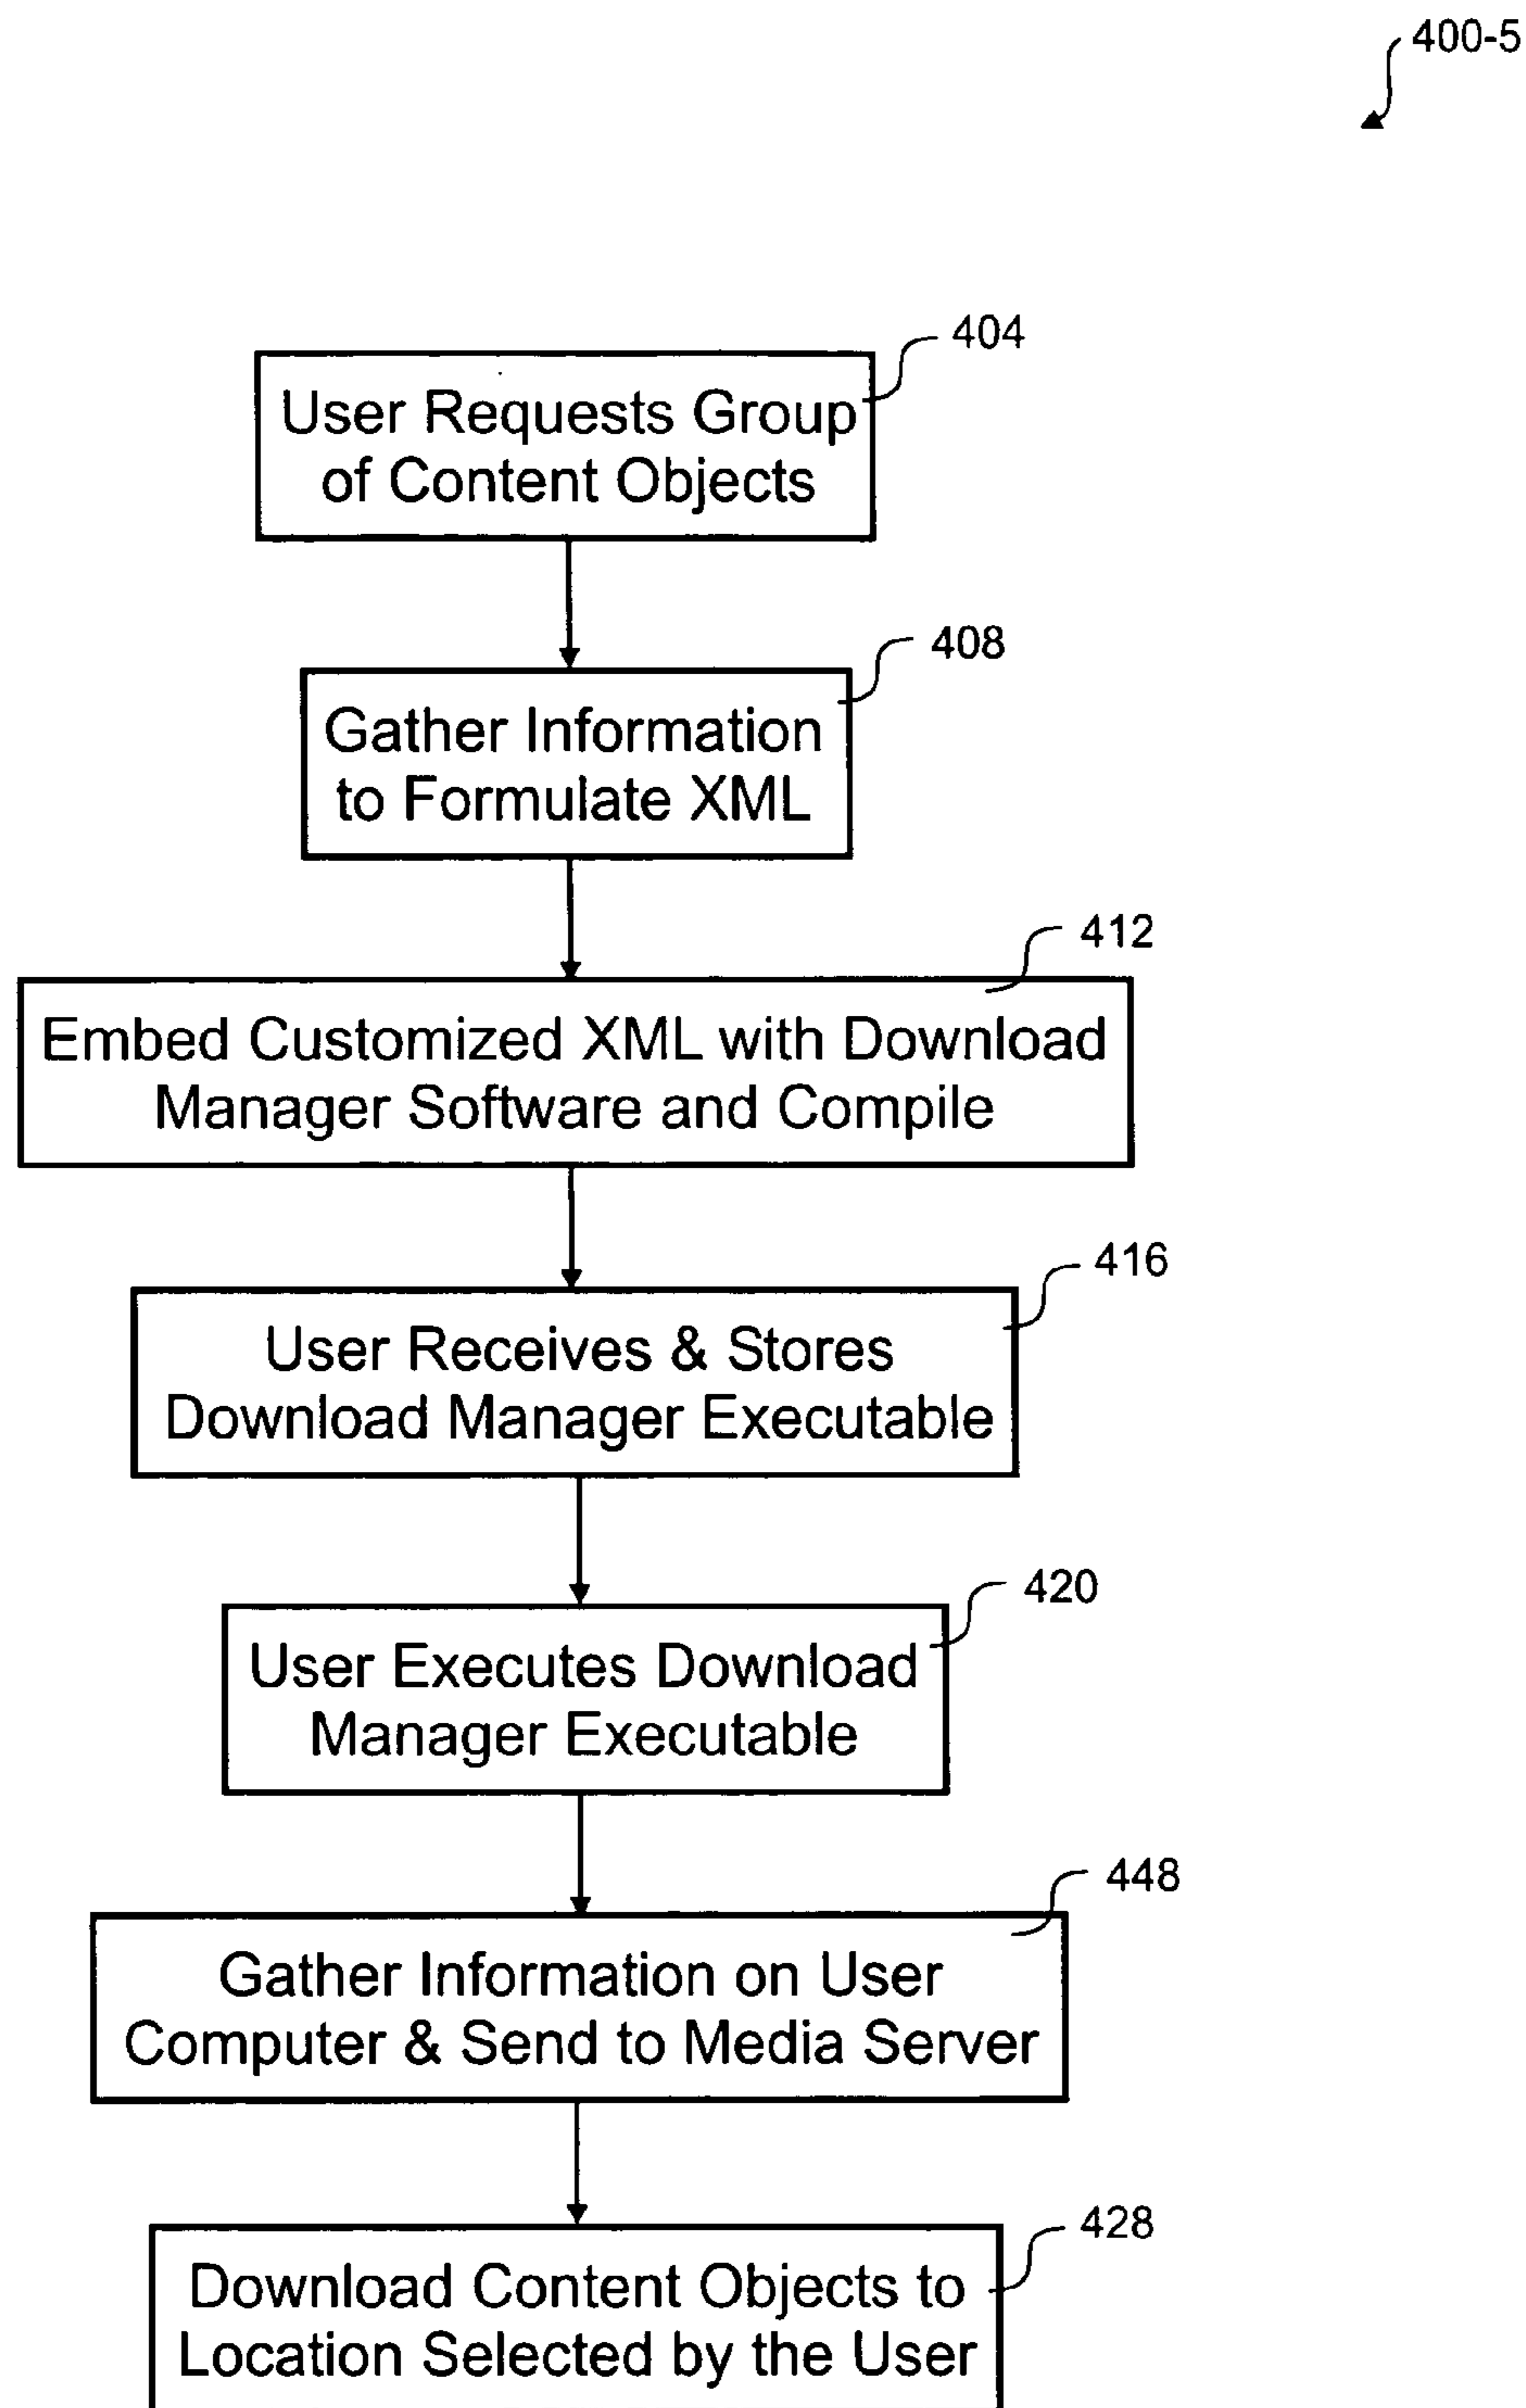 400-5
404
User Requests Group
of Content Objects
408
Gather Information
to Formulate XML
412
Embed Customized XML with Download
Manager Software and Compile
416
User Receives & Stores
Download Manager Executable
420
User Executes Download
Manager Executable
448
Gather Information on User
Computer & Send to Media Server
428
Download Content Objects to
Location Selected by the User